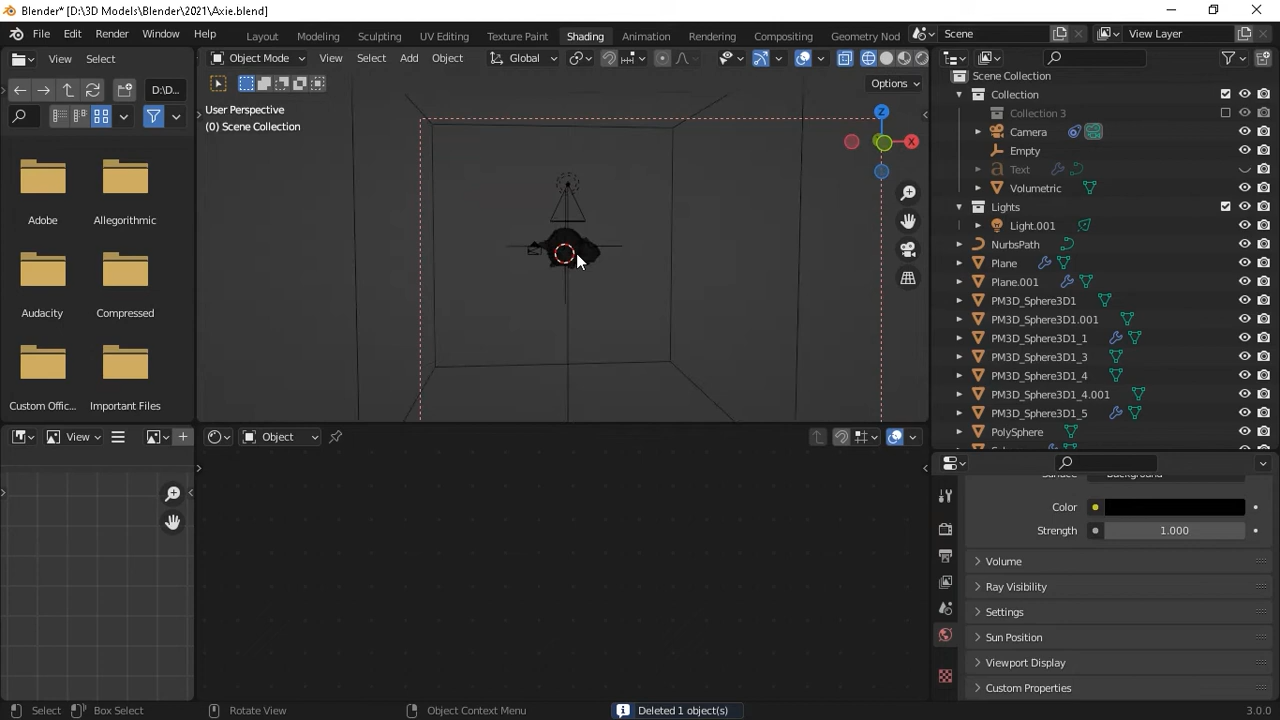 Blender* [D:\3D Models\Blender\2021\Axie.blend]
File Edit Render Window Help
Layout Modeling Sculpting UV Editing Texture Paint Shading Animation Rendering Compositing Geometry Nod
Scene
View Layer
View Select
Object Mode View Select Add Object Global
D:\D...
Options
User Perspective
(0) Scene Collection
Z
X
Adobe
Allegorithmic
Audacity
Compressed
Custom Offic...
Important Files
Scene Collection
Collection
Collection 3
Camera
Empty
Text
Volumetric
Lights
Light.001
NurbsPath
Plane
Plane.001
PM3D_Sphere3D1
PM3D_Sphere3D1.001
PM3D_Sphere3D1_1
PM3D_Sphere3D1_3
PM3D_Sphere3D1_4
PM3D_Sphere3D1_4.001
PM3D_Sphere3D1_5
PolySphere
View
Object
Color
Strength 1.000
Volume
Ray Visibility
Settings
Sun Position
Viewport Display
Custom Properties
Select
Box Select
Rotate View
Object Context Menu
Deleted 1 object(s)
3.0.0